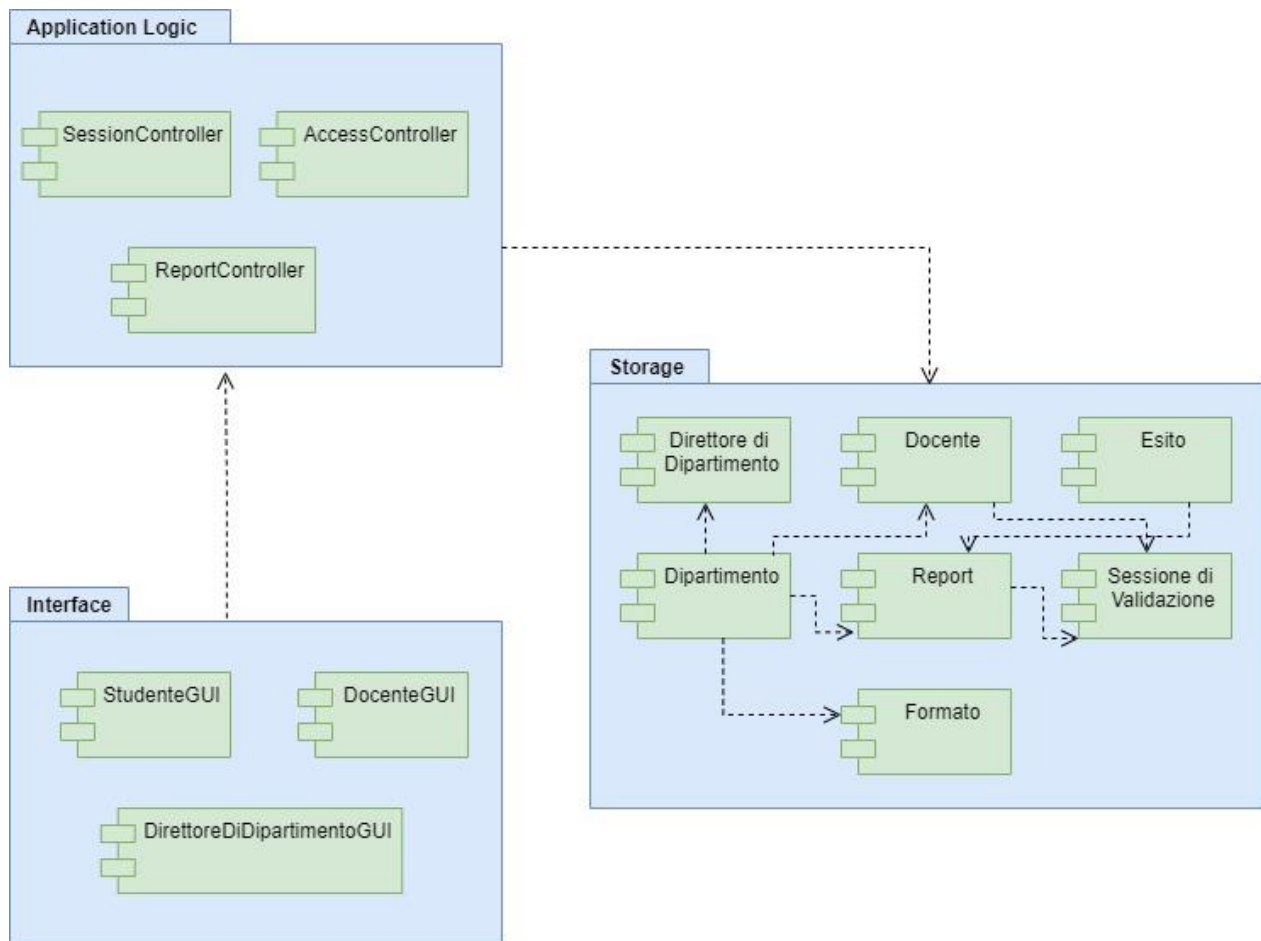 Application Logic
SessionController
AccessController
ReportController
Storage
Direttore di
Dipartimento
Docente
Esito
Dipartimento
Report
Sessione di
Validazione
Formato
Interface
StudenteGUI
DocenteGUI
DirettoreDiDipartimentoGUI